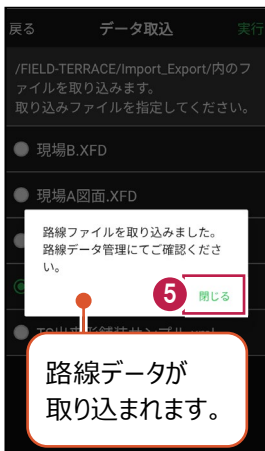 戻る データ取込 実行
/FIELD-TERRACE/Import_Export/内のフ
ァイルを取り込みます。
取り込みファイルを指定してください。
現場B.XFD
現場A図面.XFD
路線ファイルを取り込みました。
路線データ管理にてご確認くださ
い。
5 閉じる
路線データが
取り込まれます。